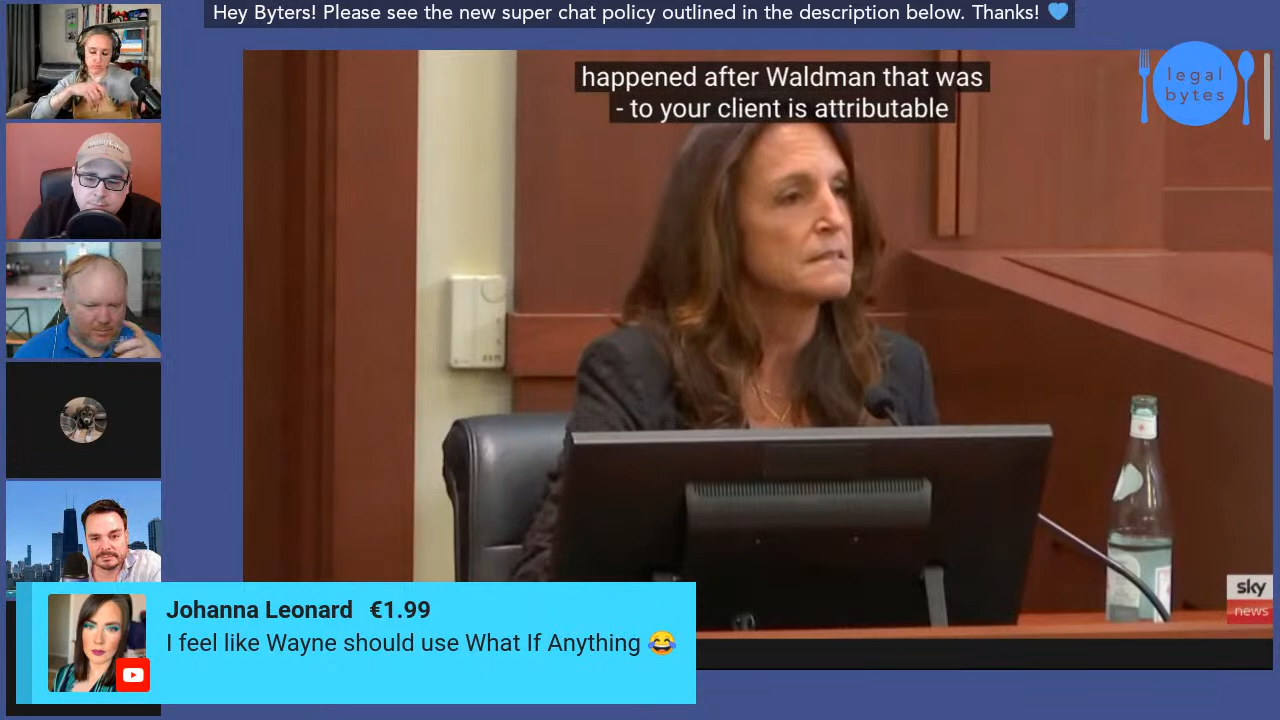 Hey Byters! Please see the new super chat policy outlined in the description below. Thanks! 💙
legal
bytes
happened after Waldman that was
- to your client is attributable
sky
news
Johanna Leonard €1.99
I feel like Wayne should use What If Anything 😂